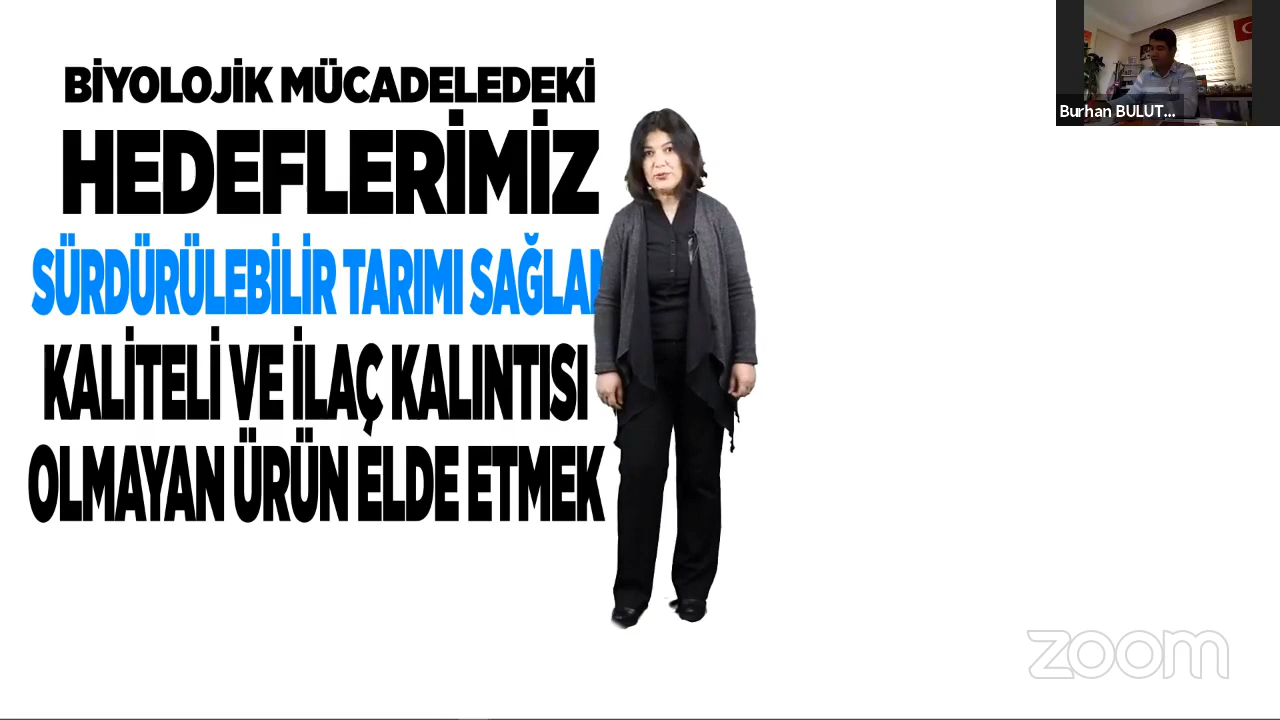 BİYOLOJİK MÜCADELEDEKİ
HEDEFLERİMİZ
SÜRDÜRÜLEBİLİR TARIMI
KALİTELİ VE İLAÇ KALINTISI
OLMAYAN ÜRÜN ELDE ETMEK
Burhan BULUT...
zoom